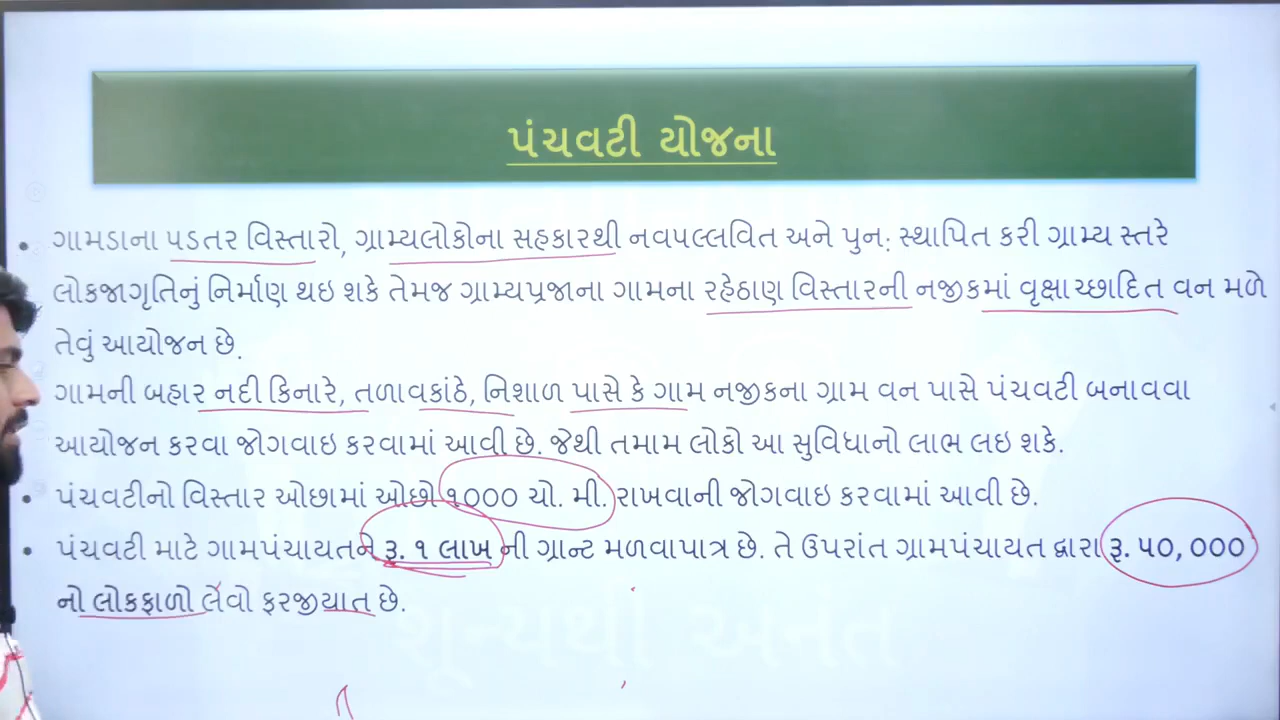 પંચવટી યોજના
• ગામડાના પડતર વિસ્તારો, ગ્રામ્યલોકોના સહકારથી નવપલ્લવિત અને પુન: સ્થાપિત કરી ગ્રામ્ય સ્તરે
લોકજાગૃતિનું નિર્માણ થઇ શકે તેમજ ગ્રામ્યપ્રજાના ગામના રહેઠાણ વિસ્તારની નજીકમાં વૃક્ષાચ્છાદિત વન મળે
તેવું આયોજન છે.
ગામની બહાર નદી કિનારે, તળાવકાંઠે, નિશાળ પાસે કે ગામ નજીકના ગ્રામ વન પાસે પંચવટી બનાવવા
આયોજન કરવા જોગવાઇ કરવામાં આવી છે. જેથી તમામ લોકો આ સુવિધાનો લાભ લઇ શકે.
• પંચવટીનો વિસ્તાર ઓછામાં ઓછો ૧૦૦૦ ચો. મી. રાખવાની જોગવાઇ કરવામાં આવી છે.
• પંચવટી માટે ગામપંચાયતને રૂ. ૧ લાખ ની ગ્રાન્ટ મળવાપાત્ર છે. તે ઉપરાંત ગ્રામપંચાયત દ્વારા રૂ. ૫૦,૦૦૦
નો લોકફાળો લેવો ફરજીયાત છે.
શૂન્યથી અનંત